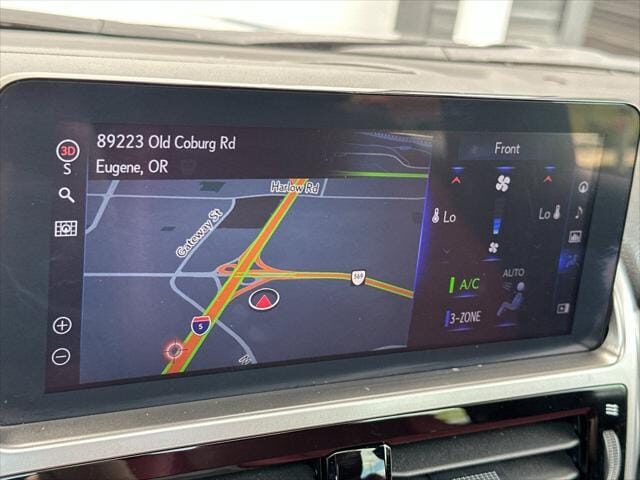 89223 Old Coburg Rd
Eugene, OR
3D
S
Harlow Rd
Gateway St
569
5
Front
Lo
Lo
A/C
AUTO
3-ZONE